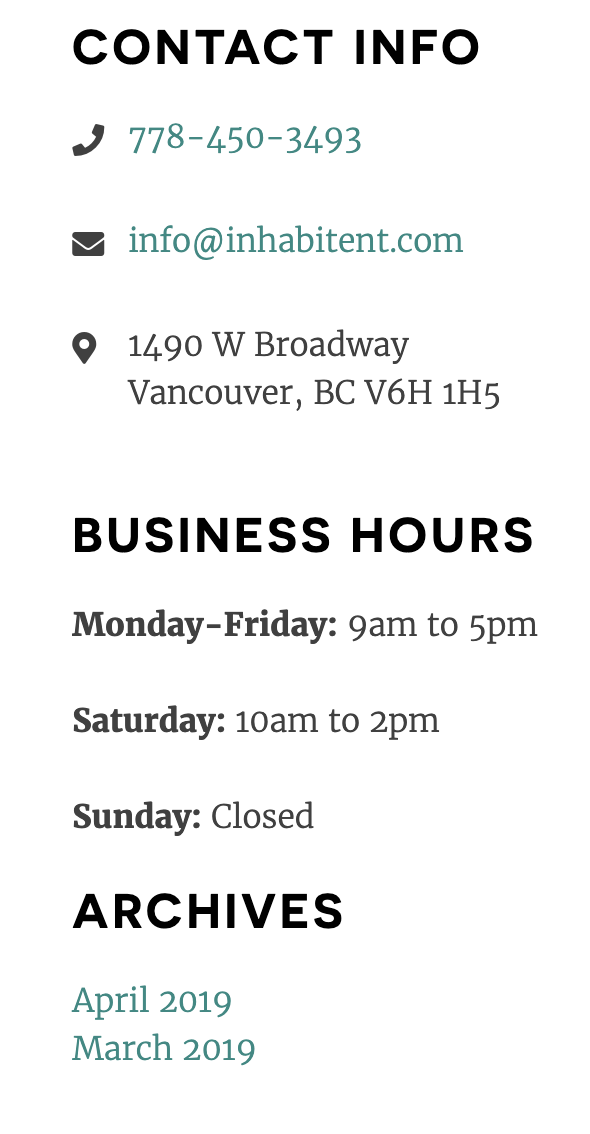 CONTACT INFO
778-450-3493
info@inhabitent.com
1490 W Broadway
Vancouver, BC V6H 1H5
BUSINESS HOURS
Monday-Friday: 9am to 5pm
Saturday: 10am to 2pm
Sunday: Closed
ARCHIVES
April 2019
March 2019